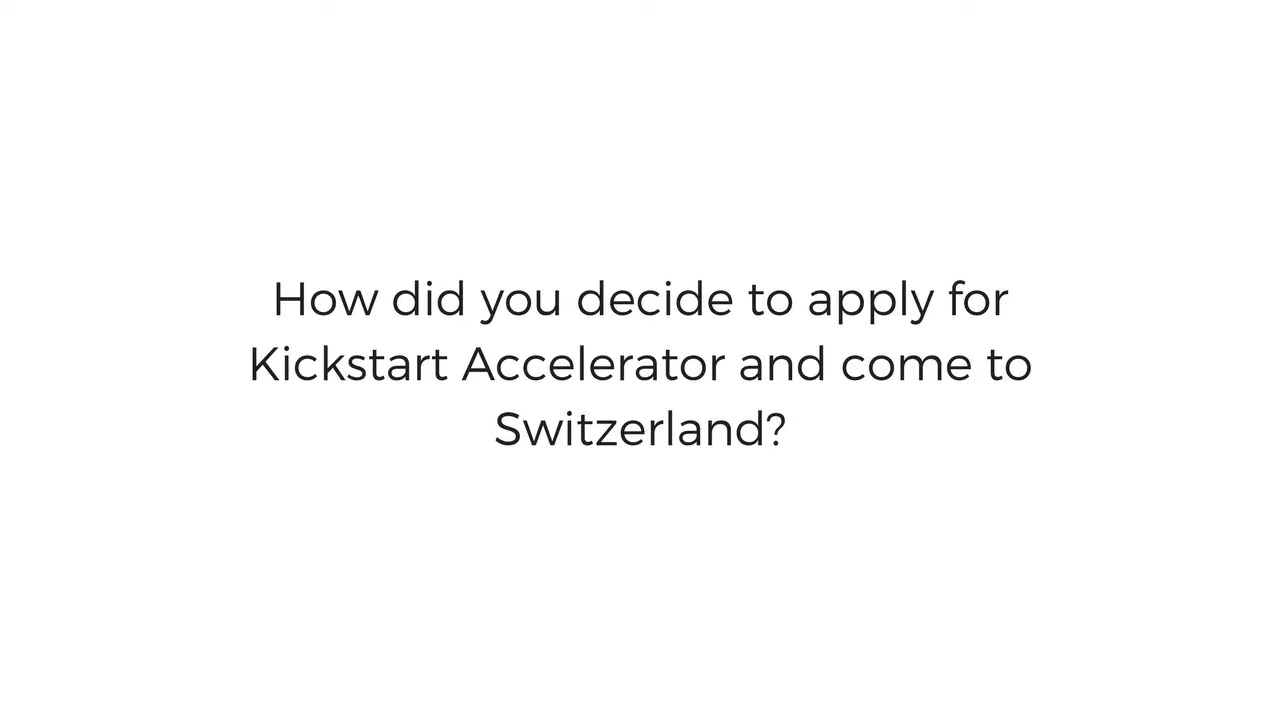 How did you decide to apply for
Kickstart Accelerator and come to
Switzerland?